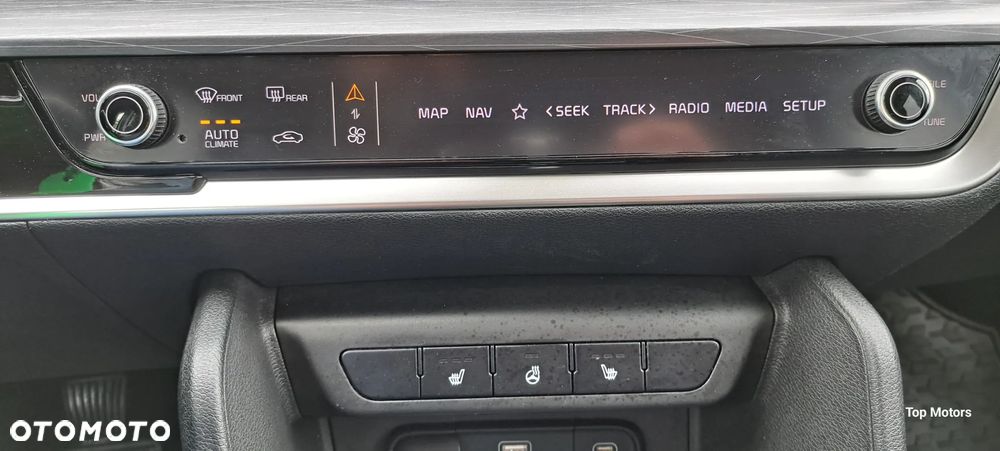 VOL
PWR
FRONT
REAR
AUTO
CLIMATE
MAP NAV < SEEK TRACK > RADIO MEDIA SETUP
TUNE
Top Motors
OTOMOTO